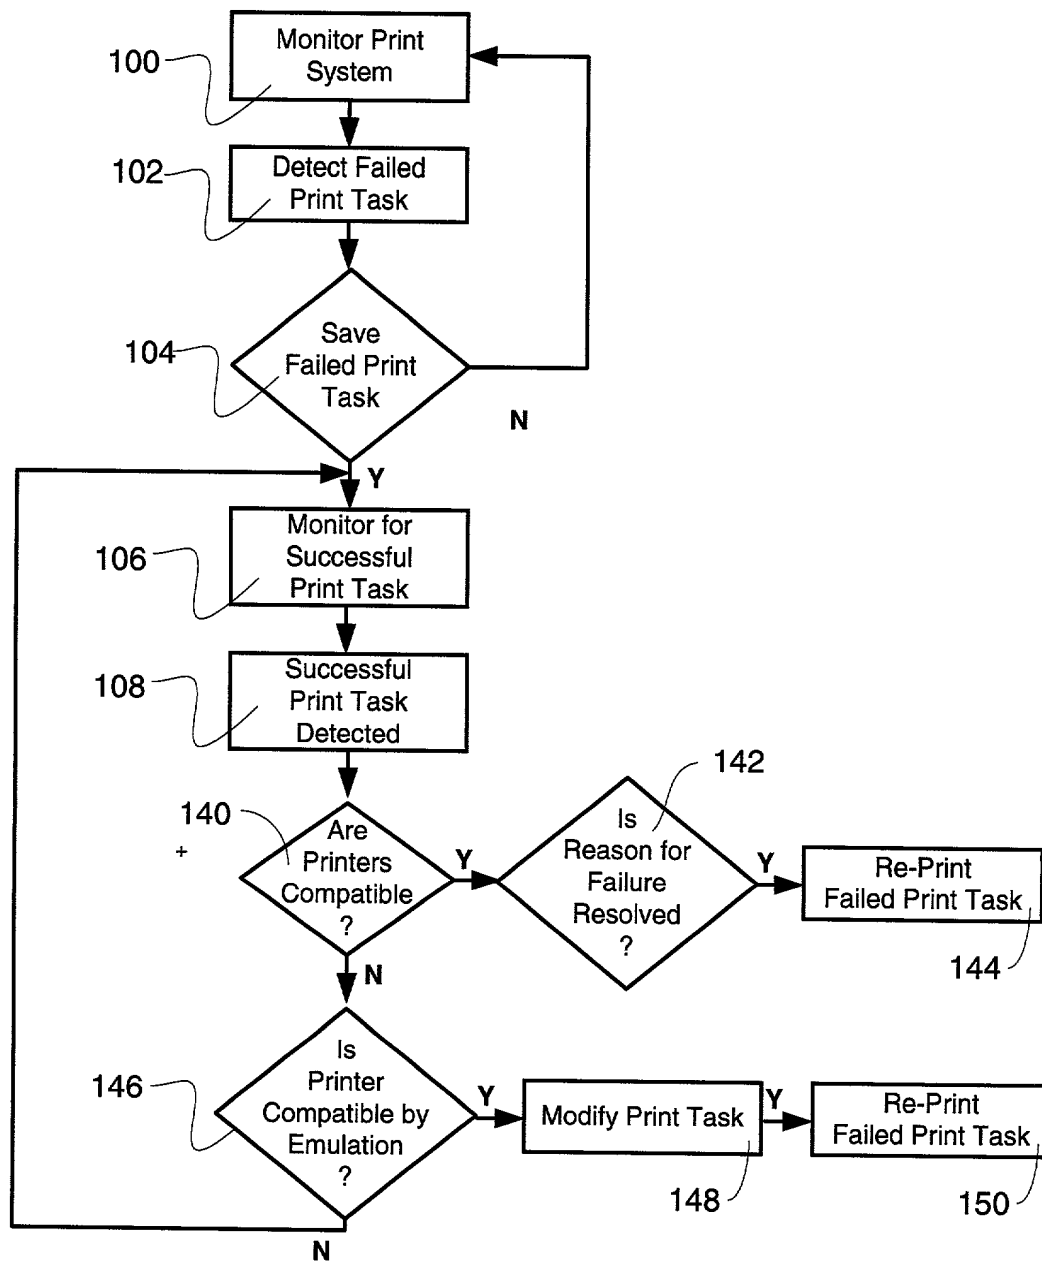 Monitor Print
System
100
Detect Failed
Print Task
102
Save
Failed Print
Task
104
N
Y
Monitor for
Successful
Print Task
106
Successful
Print Task
Detected
108
Are
Printers
Compatible
?
140
Y
Is
Reason for
Failure
Resolved
?
142
Y
Re-Print
Failed Print Task
144
N
Is
Printer
Compatible by
Emulation
?
146
Y
Modify Print Task
148
Y
Re-Print
Failed Print Task
150
N